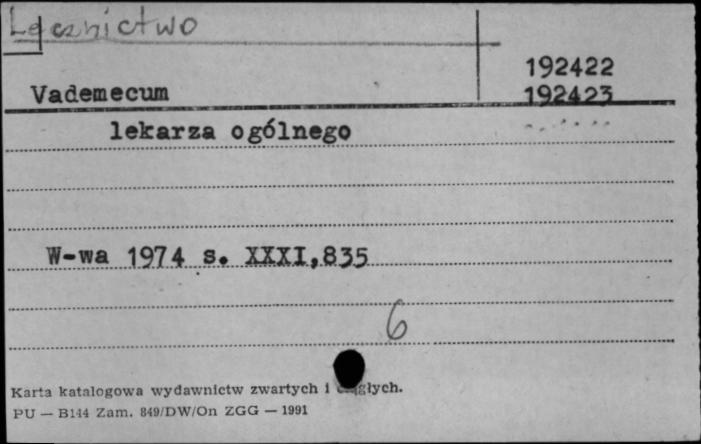 Lecznictwo
192422
Vademecum 192423
lekarza ogólnego
W-wa 1974 s. XXXI,835
6
Karta katalogowa wydawnictw zwartych i
PU — B144 Zam. 849/DW/On ZGG — 1991